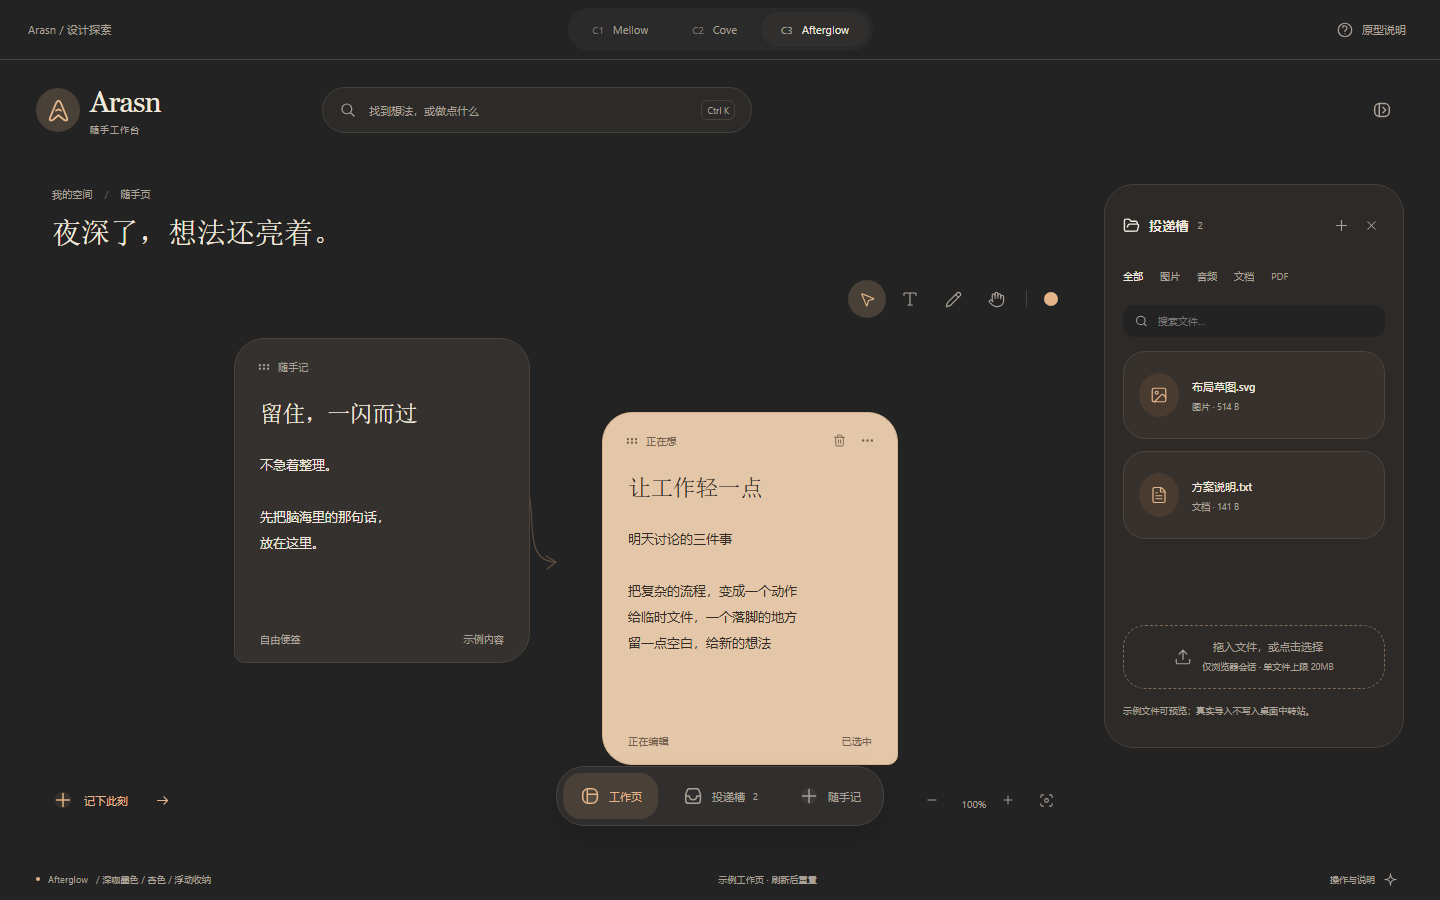 Arasn / 设计探索
C1 Mellow
C2 Cove
C3 Afterglow
原型说明
Arasn
随手工作台
找到想法，或做点什么
Ctrl K
我的空间 / 随手页
夜深了，想法还亮着。
随手记
留住，一闪而过
不急着整理。
先把脑海里的那句话，
放在这里。
自由便签
示例内容
正在想
让工作轻一点
明天讨论的三件事
把复杂的流程，变成一个动作
给临时文件，一个落脚的地方
留一点空白，给新的想法
正在编辑
已选中
投递槽 2
全部 图片 音频 文档 PDF
搜索文件...
布局草图.svg
图片 · 514 B
方案说明.txt
文档 · 141 B
拖入文件，或点击选择
仅浏览器会话 · 单文件上限 20MB
示例文件可预览；真实导入不写入桌面中转站。
记下此刻
工作页
投递槽 2
随手记
100%
Afterglow / 深咖墨色 / 杏色 / 浮动收纳
示例工作页 · 刷新后重置
操作与说明